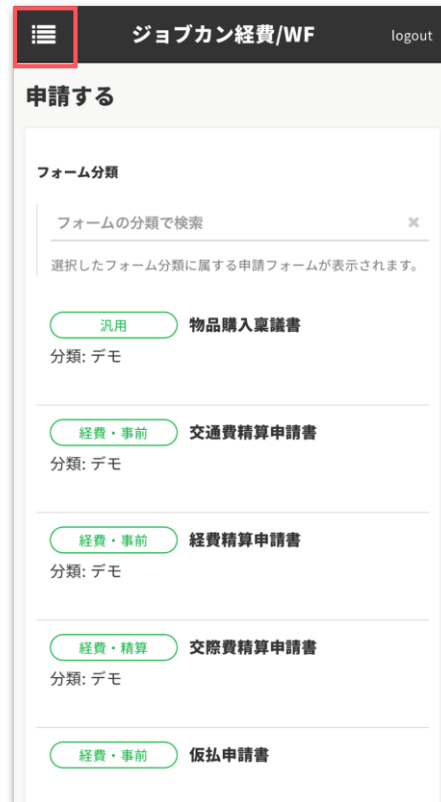 ジョブカン経費/WF logout
申請する
フォーム分類
フォームの分類で検索
選択したフォーム分類に属する申請フォームが表示されます。
汎用 物品購入稟議書
分類: デモ
経費・事前 交通費精算申請書
分類: デモ
経費・事前 経費精算申請書
分類: デモ
経費・精算 交際費精算申請書
分類: デモ
経費・事前 仮払申請書